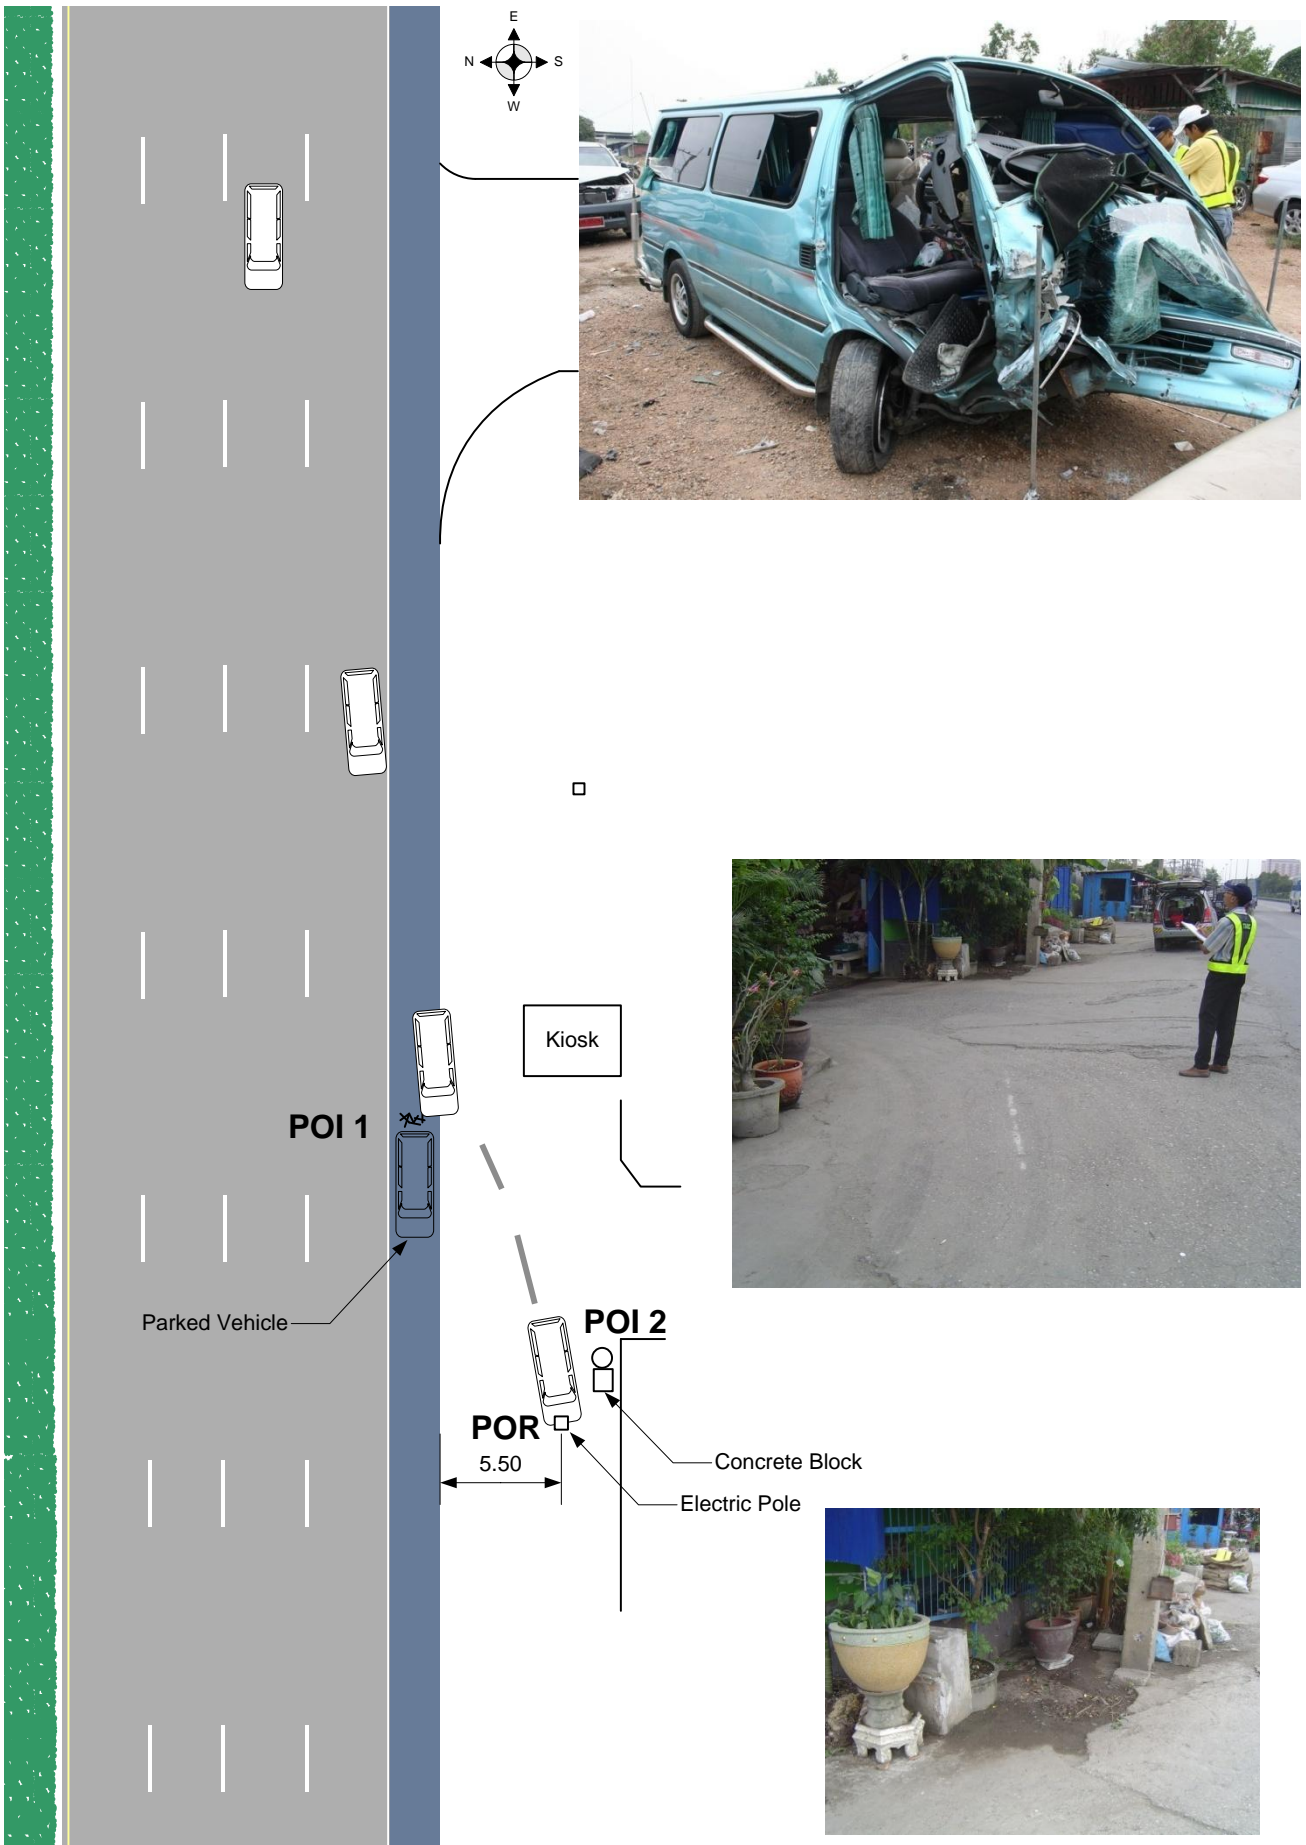 E
N S
W
Kiosk
POI 1
Parked Vehicle
POI 2
POR
5.50
Concrete Block
Electric Pole